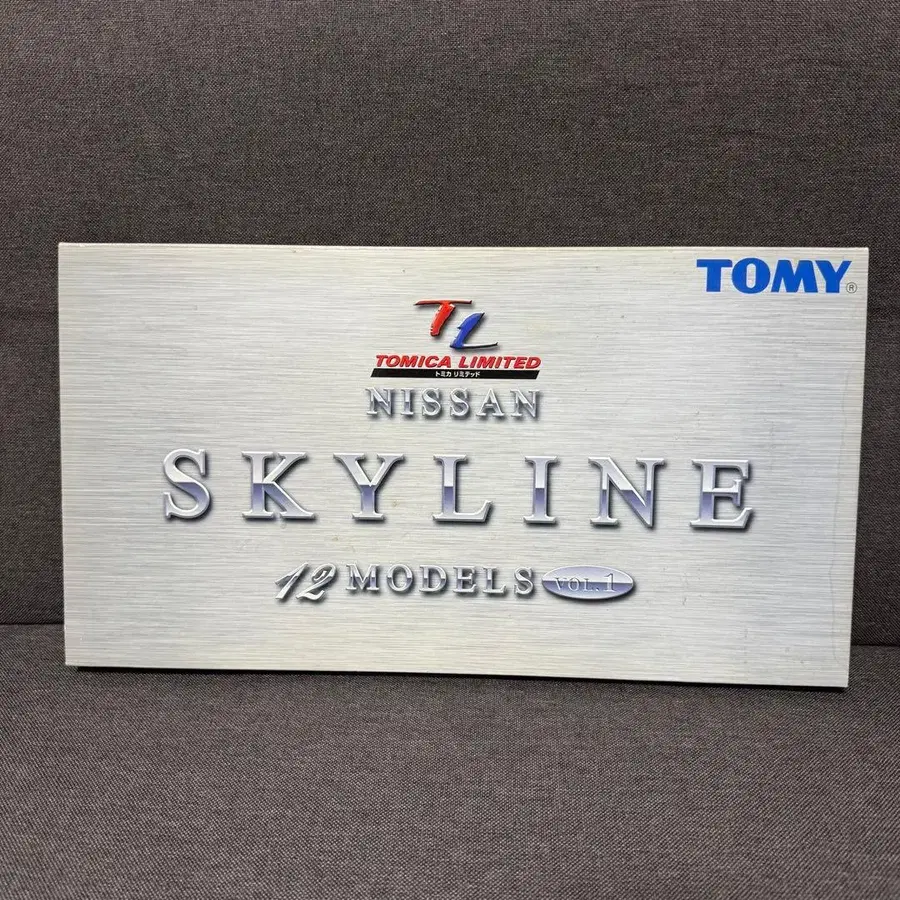 TOMY®
TL
TOMICA LIMITED
トミカ リミテッド
NISSAN
SKYLINE
12 MODELS VOL.1